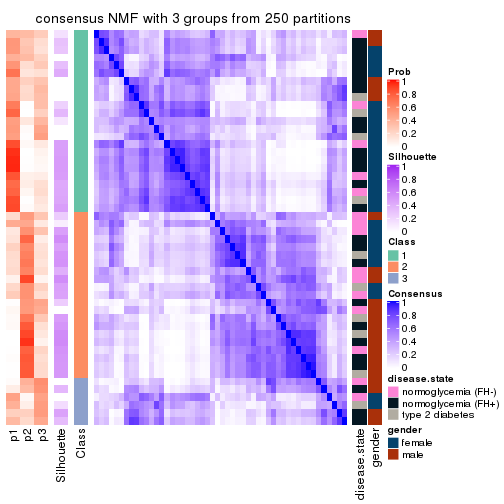 consensus NMF with 3 groups from 250 partitions
Prob
1
0.8
0.6
0.4
0.2
0
Silhouette
1
0.8
0.6
0.4
0.2
0
Class
1
2
3
Consensus
1
0.8
0.6
0.4
0.2
0
disease.state
normoglycemia (FH-)
normoglycemia (FH+)
type 2 diabetes
gender
female
male
p1
p2
p3
Silhouette
Class
disease.state
gender